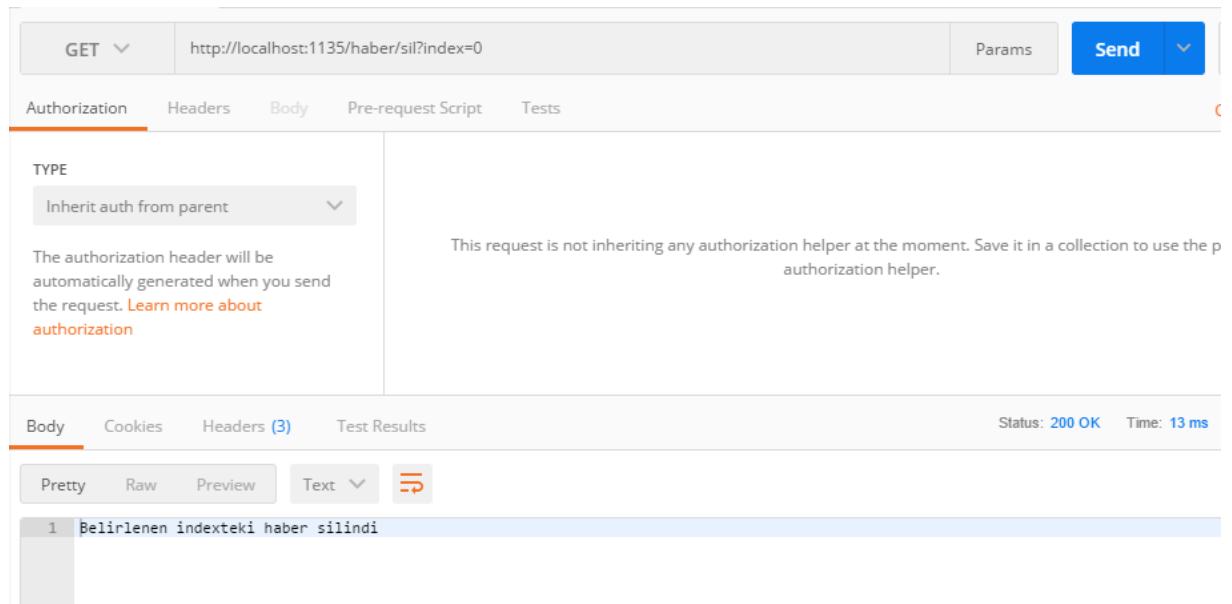 GET
http://localhost:1135/haber/sil?index=0
Params
Send
Authorization
Headers
Body
Pre-request Script
Tests
TYPE
Inherit auth from parent
The authorization header will be
automatically generated when you send
the request. Learn more about
authorization
This request is not inheriting any authorization helper at the moment. Save it in a collection to use the p
authorization helper.
Body
Cookies
Headers (3)
Test Results
Status: 200 OK
Time: 13 ms
Pretty
Raw
Preview
Text
1
Belirlenen indexteki haber silindi